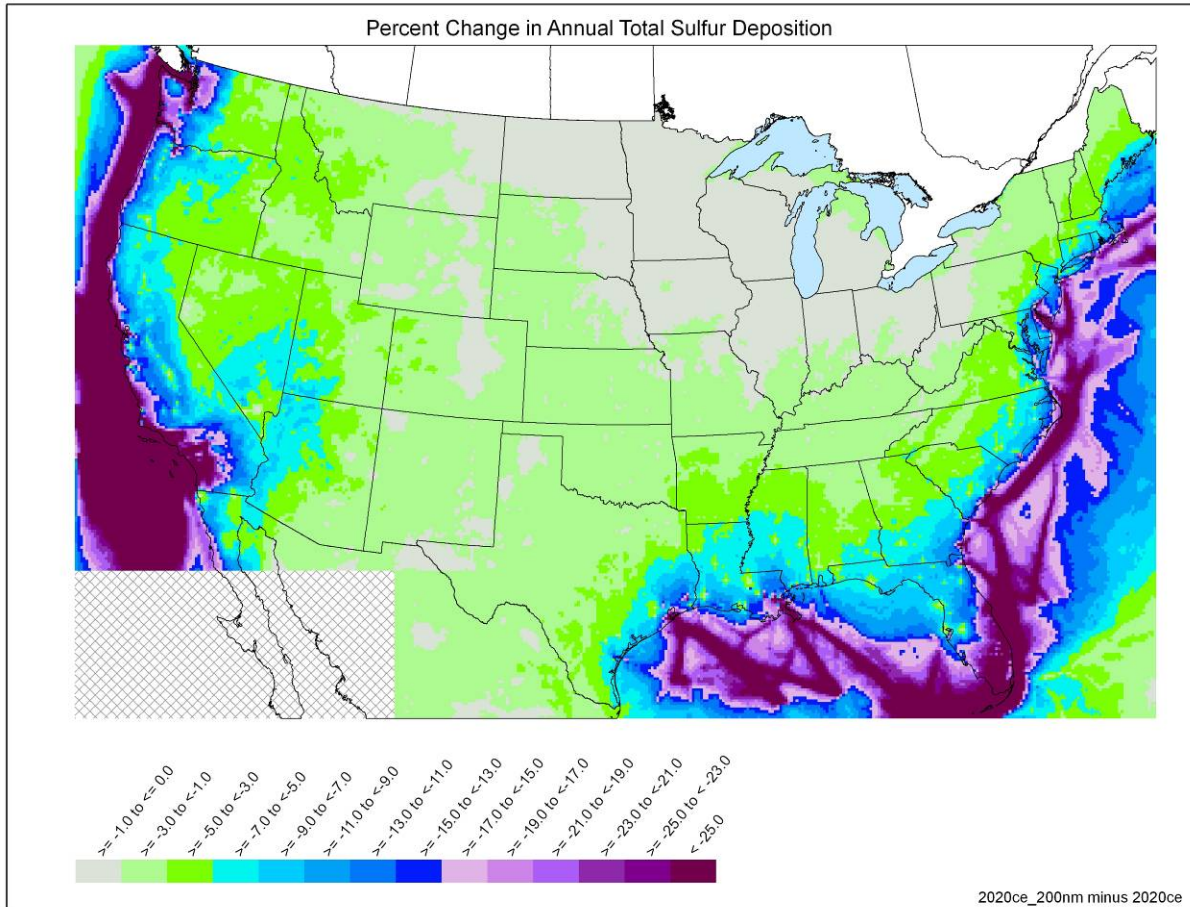 Percent Change in Annual Total Sulfur Deposition
>= -1.0 to <= 0.0
>= -3.0 to <-1.0
>= -5.0 to <-3.0
>= -7.0 to <-5.0
>= -9.0 to <-7.0
>= -11.0 to <-9.0
>= -13.0 to <-11.0
>= -15.0 to <-13.0
>= -17.0 to <-15.0
>= -19.0 to <-17.0
>= -21.0 to <-19.0
>= -23.0 to <-21.0
>= -25.0 to < -23.0
< -25.0
2020ce_200nm minus 2020ce